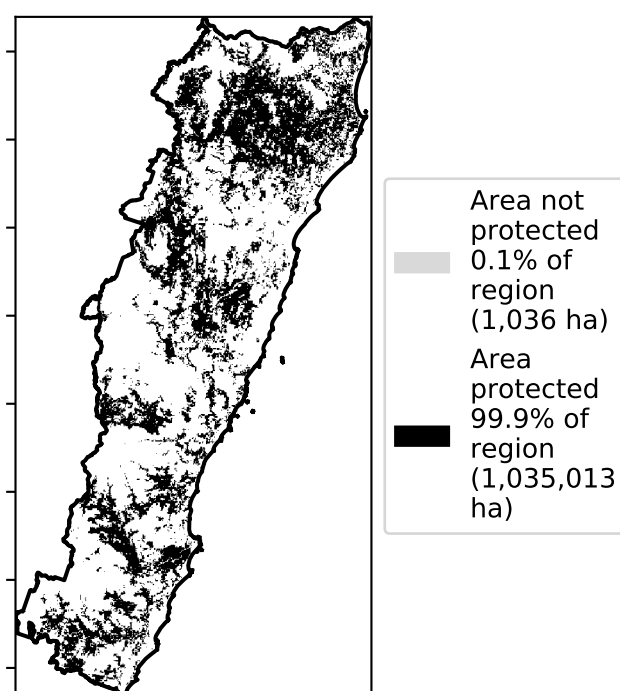 Area not
protected
0.1% of
region
(1,036 ha)
Area
protected
99.9% of
region
(1,035,013
ha)